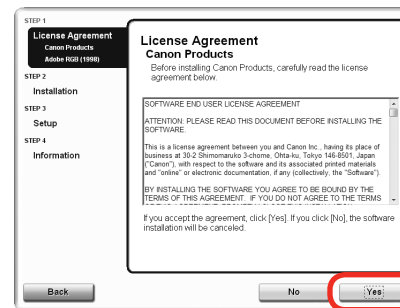 STEP 1
License Agreement
Canon Products
Adobe RGB (1998)
STEP 2
Installation
STEP 3
Setup
STEP 4
Information
License Agreement
Canon Products
Before installing Canon Products, carefully read the license
agreement below.
SOFTWARE END USER LICENSE AGREEMENT
ATTENTION: PLEASE READ THIS DOCUMENT BEFORE INSTALLING THE
SOFTWARE.
This is a license agreement between you and Canon Inc., having its place of
business at 30-2 Shimomaruko 3-chome, Ohta-ku, Tokyo 146-8501, Japan
("Canon"), with respect to the software and its associated printed materials
and "online" or electronic documentation, if any (collectively, the "Software").
BY INSTALLING THE SOFTWARE YOU AGREE TO BE BOUND BY THE
TERMS OF THIS AGREEMENT. IF YOU DO NOT AGREE TO THE TERMS
If you accept the agreement, click [Yes]. If you click [No], the software
installation will be canceled.
Back
No
Yes